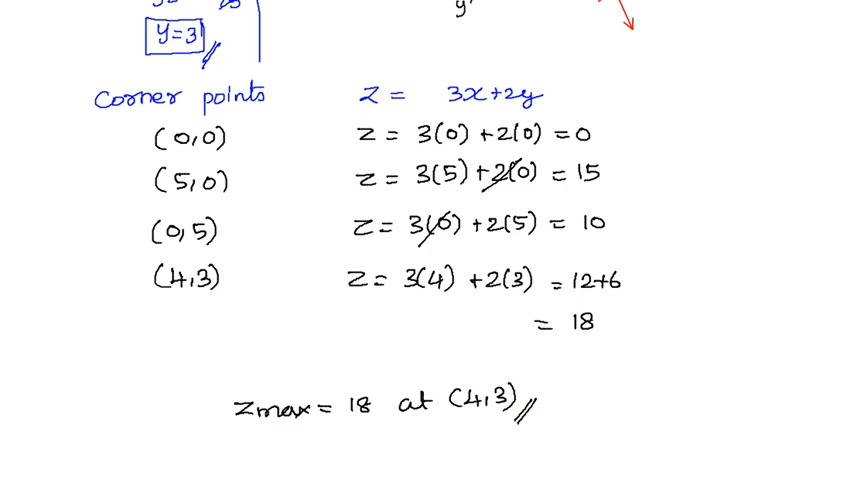 y'
y=3
Corner points z = 3x+2y
(0,0) z = 3(0) +2(0) =0
(5,0) z = 3(5) +2(0) = 15
(0,5) z = 3(0) +2(5) = 10
(4,3) z = 3(4) +2(3) = 12+6
= 18
zmax = 18 at (4,3)